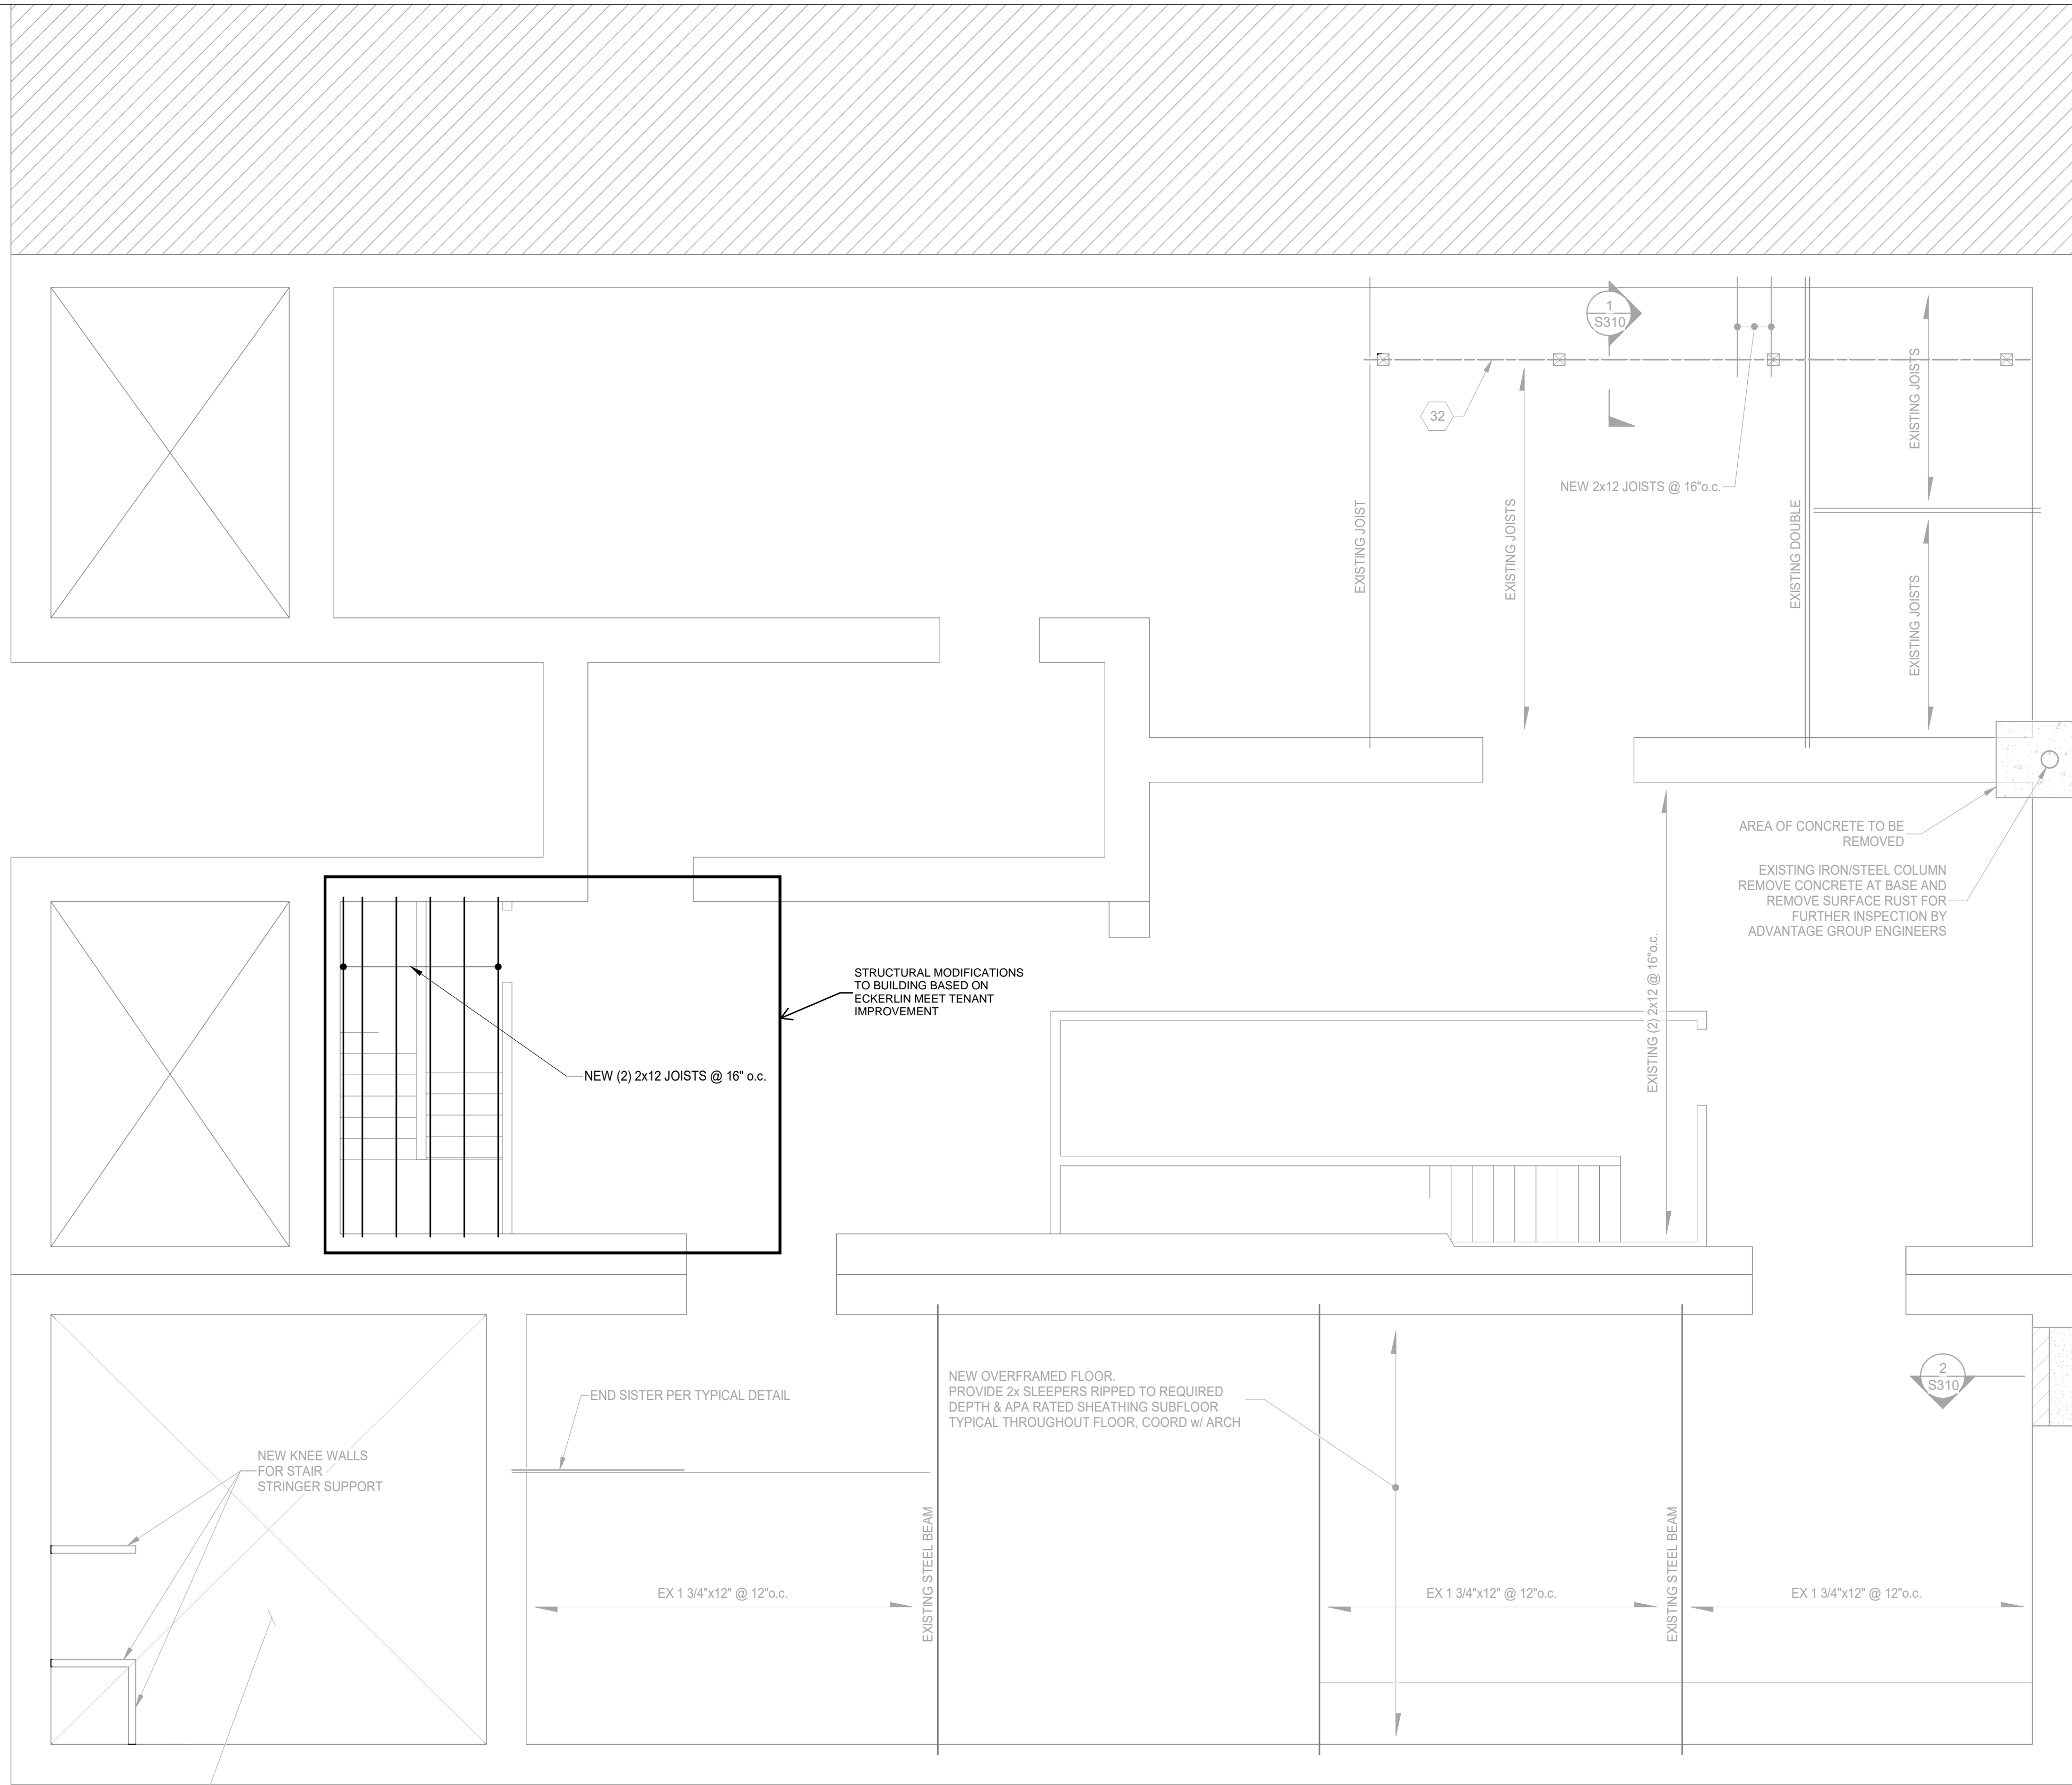 1
S310
32
EXISTING JOISTS
NEW 2x12 JOISTS @ 16"o.c.
EXISTING JOIST
EXISTING JOISTS
EXISTING DOUBLE
EXISTING JOISTS
AREA OF CONCRETE TO BE
REMOVED
EXISTING IRON/STEEL COLUMN
REMOVE CONCRETE AT BASE AND
REMOVE SURFACE RUST FOR
FURTHER INSPECTION BY
ADVANTAGE GROUP ENGINEERS
EXISTING (2) 2x12 @ 16"o.c.
STRUCTURAL MODIFICATIONS
TO BUILDING BASED ON
ECKERLIN MEET TENANT
IMPROVEMENT
NEW (2) 2x12 JOISTS @ 16" o.c.
2
S310
NEW OVERFRAMED FLOOR.
PROVIDE 2x SLEEPERS RIPPED TO REQUIRED
DEPTH & APA RATED SHEATHING SUBFLOOR
TYPICAL THROUGHOUT FLOOR, COORD w/ ARCH
END SISTER PER TYPICAL DETAIL
NEW KNEE WALLS
FOR STAIR
STRINGER SUPPORT
EXISTING STEEL BEAM
EXISTING STEEL BEAM
EX 1 3/4"x12" @ 12"o.c.
EX 1 3/4"x12" @ 12"o.c.
EX 1 3/4"x12" @ 12"o.c.